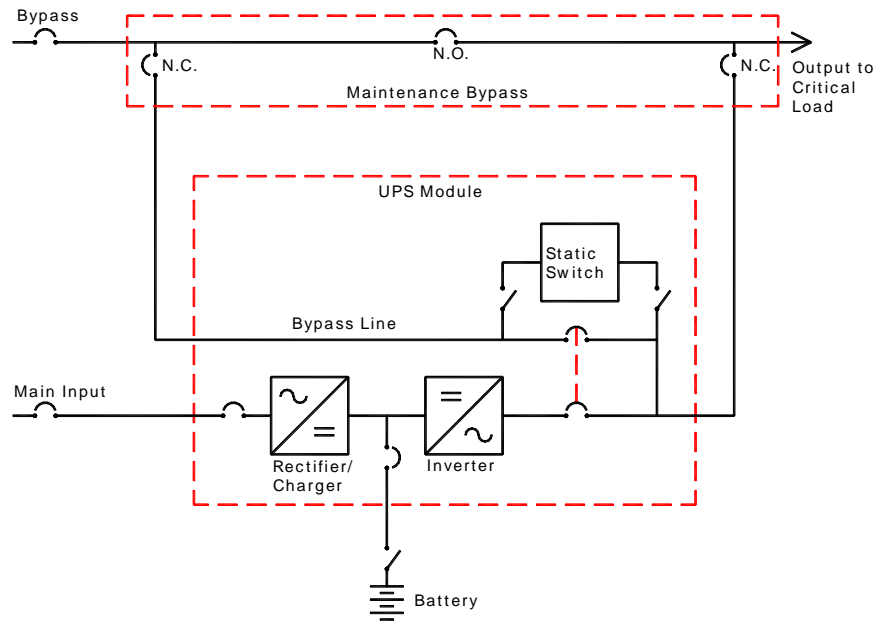 Bypass
N.O.
N.C.
N.C.
Output to
Critical
Load
Maintenance Bypass
UPS Module
Static
Switch
Bypass Line
Main Input
Rectifier/
Charger
Inverter
Battery